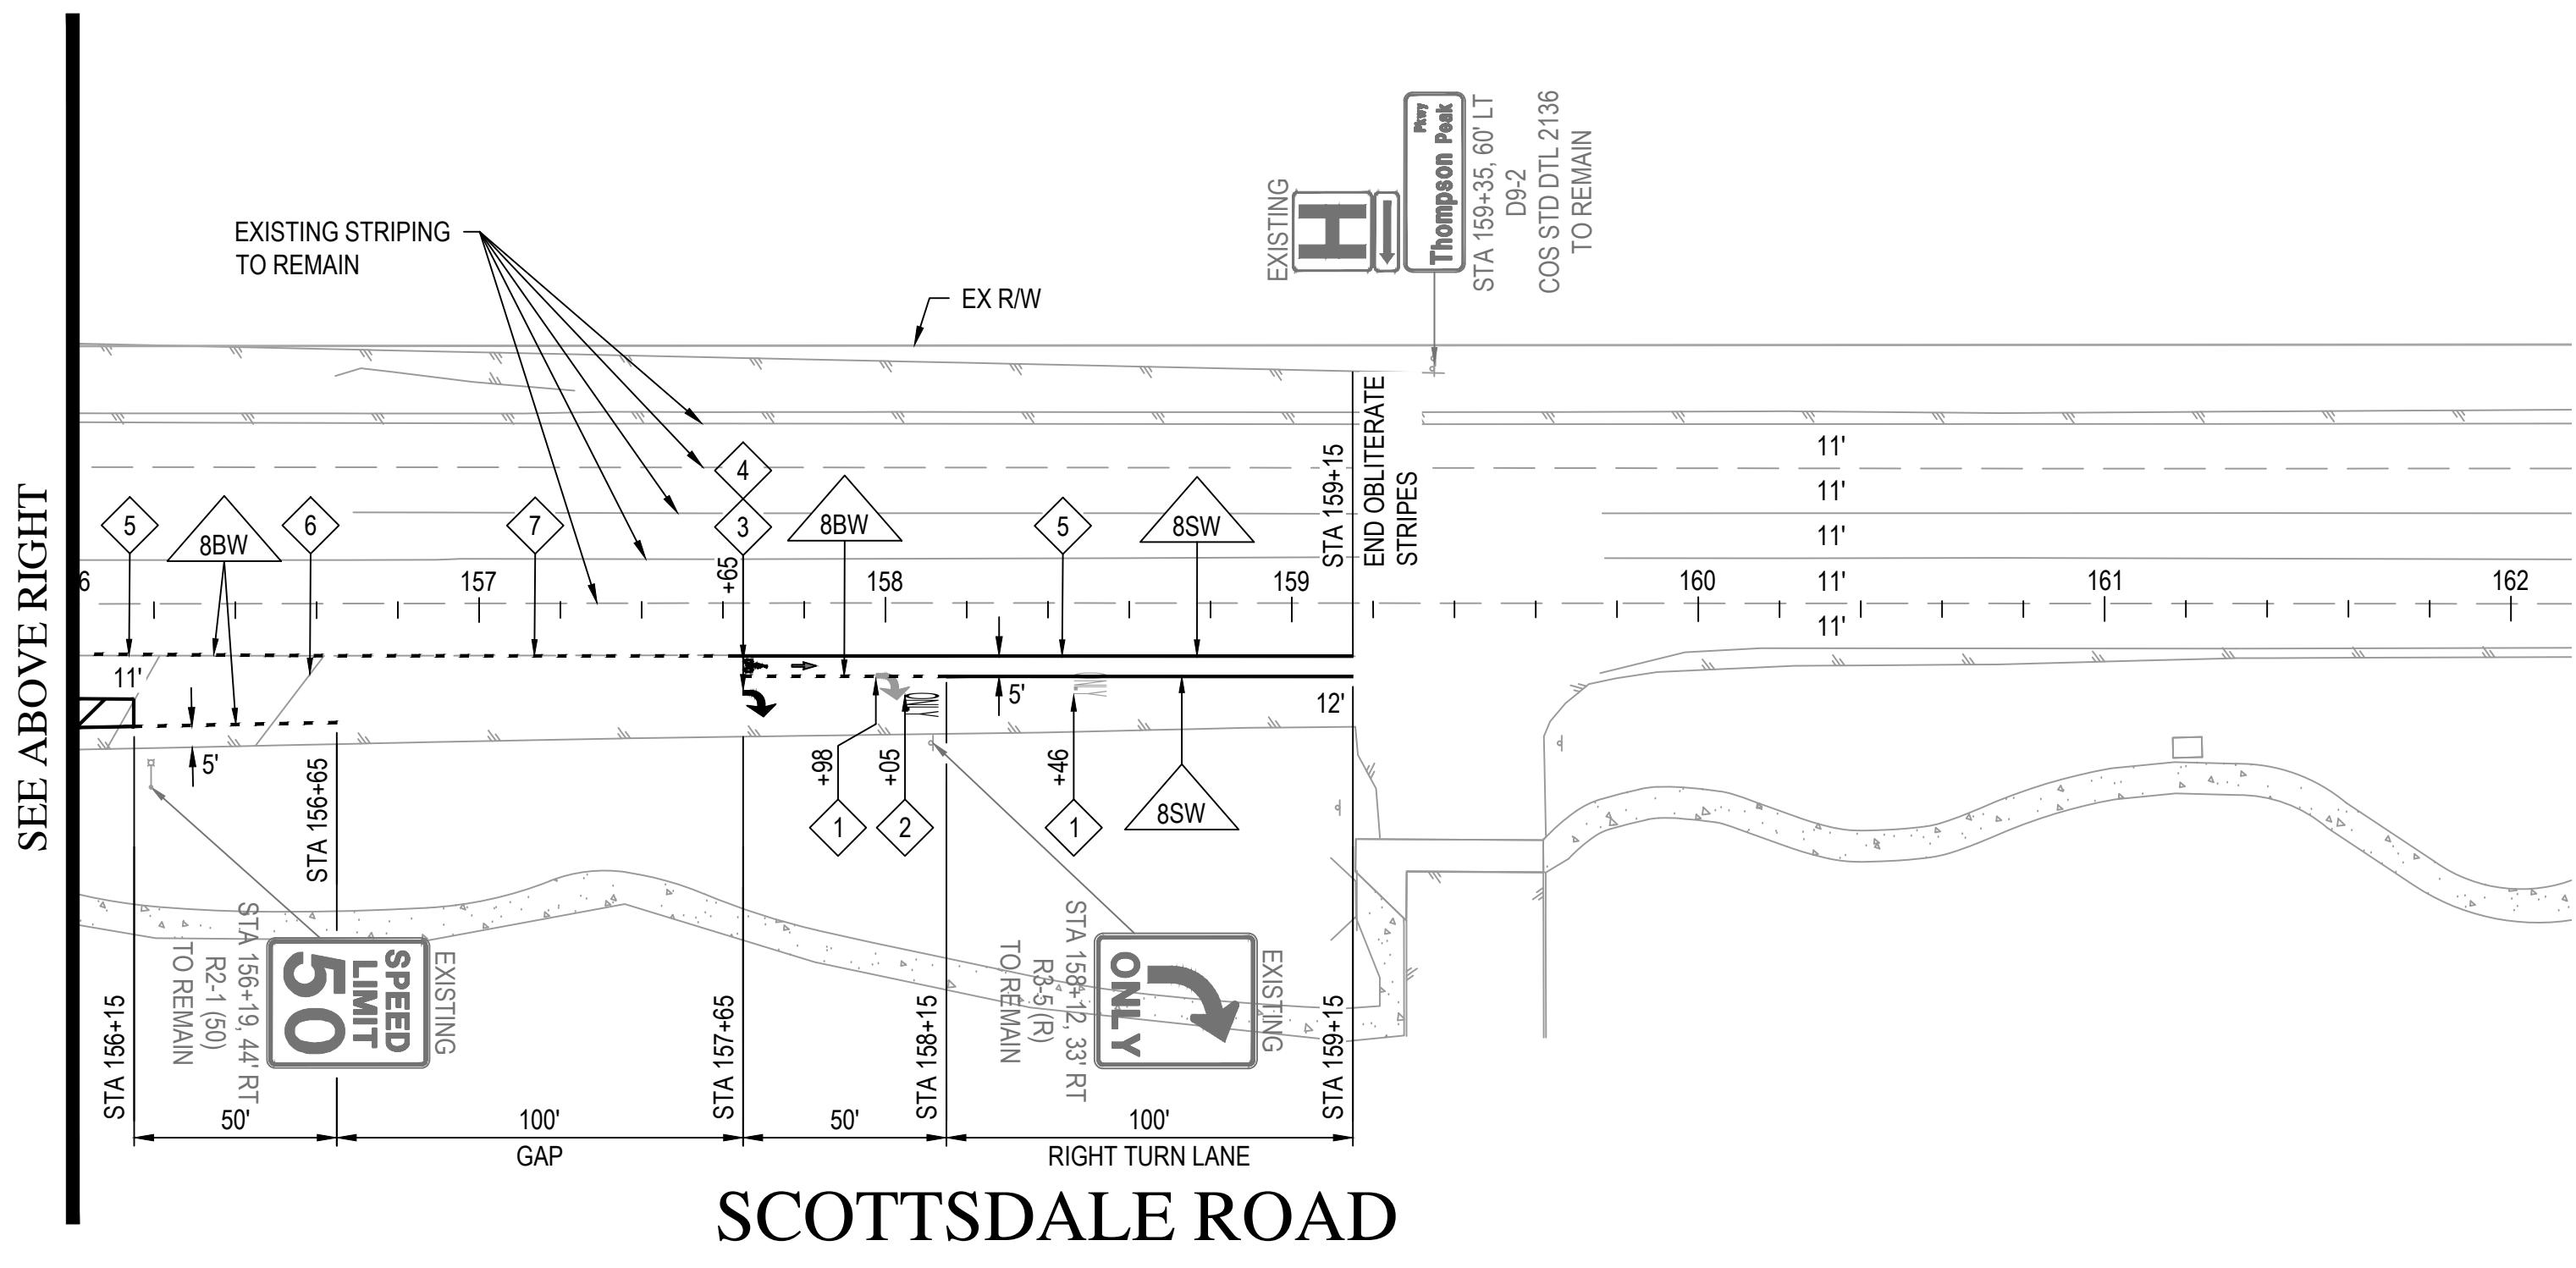 SEE ABOVE RIGHT
EXISTING STRIPING
TO REMAIN
EX R/W
EXISTING
H
Thompson Peak
Pkwy
STA 159+35, 60' LT
D9-2
COS STD DTL 2136
TO REMAIN
STA 159+15
END OBLITERATE
STRIPES
5
8BW
6
7
4
3
+65
8BW
5
8SW
6
157
158
159
160
161
162
11'
11'
11'
11'
11'
11'
5'
5'
12'
ONLY
ONLY
+98
+05
+46
1
2
1
8SW
STA 156+15
STA 156+65
STA 157+65
STA 158+15
STA 159+15
EXISTING
SPEED
LIMIT
50
STA 156+19, 44' RT
R2-1 (50)
TO REMAIN
EXISTING
ONLY
STA 158+12, 33' RT
R3-5(R)
TO REMAIN
50'
100'
GAP
50'
100'
RIGHT TURN LANE
SCOTTSDALE ROAD